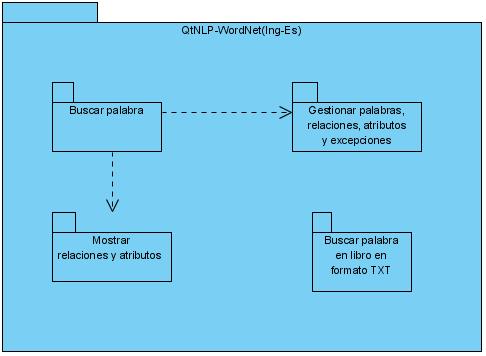 QtNLP-WordNet(Ing-Es)
Buscar palabra
Gestionar palabras,
relaciones, atributos
y excepciones
Mostrar
relaciones y atributos
Buscar palabra
en libro en
formato TXT